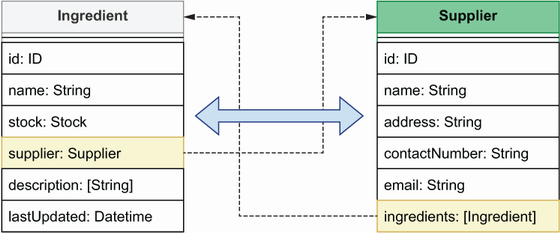 Ingredient
id: ID
name: String
stock: Stock
supplier: Supplier
description: [String]
lastUpdated: Datetime
Supplier
id: ID
name: String
address: String
contactNumber: String
email: String
ingredients: [Ingredient]